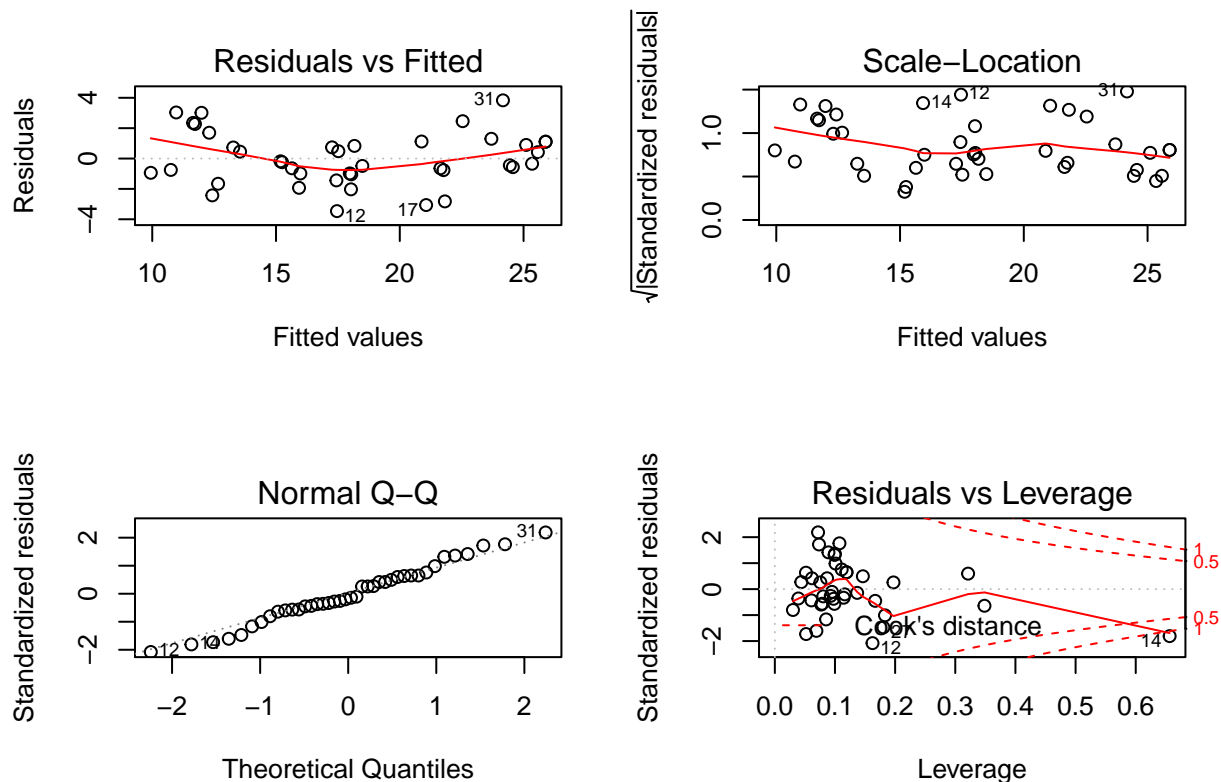 Residuals vs Fitted
Residuals
4
0
−4
31
12
17
10 15 20 25
Fitted values
Scale−Location
√|Standardized residuals|
1.0
0.0
14
12
31
10 15 20 25
Fitted values
Normal Q−Q
Standardized residuals
2
0
−2
31
12
14
−2 −1 0 1 2
Theoretical Quantiles
Residuals vs Leverage
Standardized residuals
2
0
−2
1
0.5
0.5
1
Cook's distance
27
12
14
0.0 0.1 0.2 0.3 0.4 0.5 0.6
Leverage